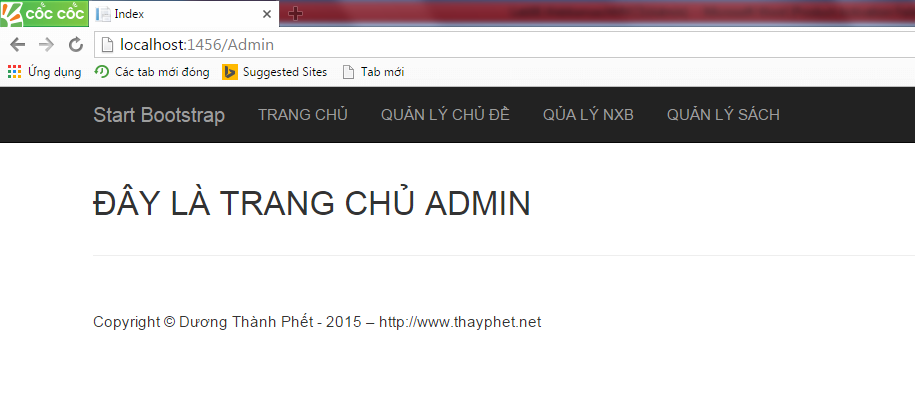 CỐC CỐC Index
localhost:1456/Admin
Ứng dụng Các tab mới đóng Suggested Sites Tab mới
Start Bootstrap TRANG CHỦ QUẢN LÝ CHỦ ĐỀ QỦA LÝ NXB QUẢN LÝ SÁCH
ĐÂY LÀ TRANG CHỦ ADMIN
Copyright © Dương Thành Phết - 2015 – http://www.thayphet.net